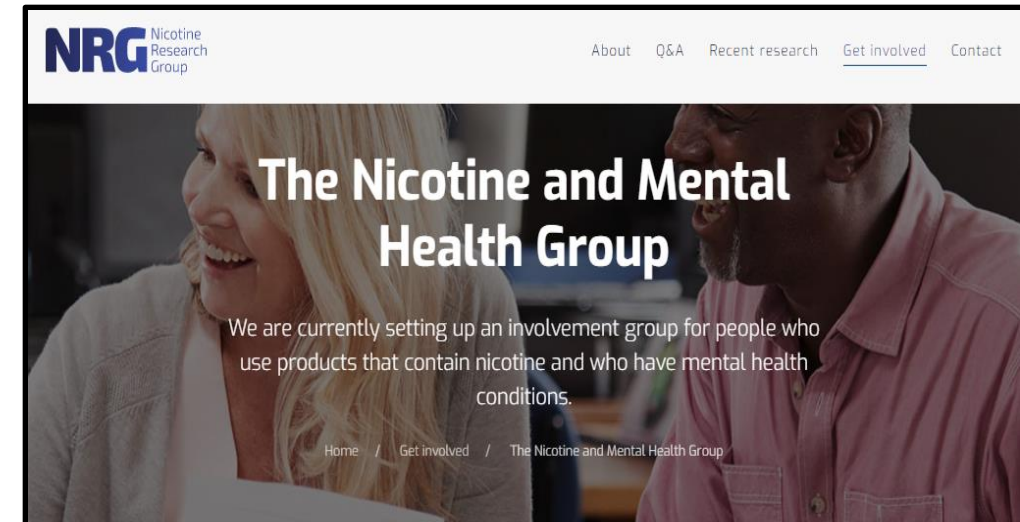 NRG Nicotine
Research
Group
About Q&A Recent research Get involved Contact
The Nicotine and Mental
Health Group
We are currently setting up an involvement group for people who
use products that contain nicotine and who have mental health
conditions.
Home / Get involved / The Nicotine and Mental Health Group